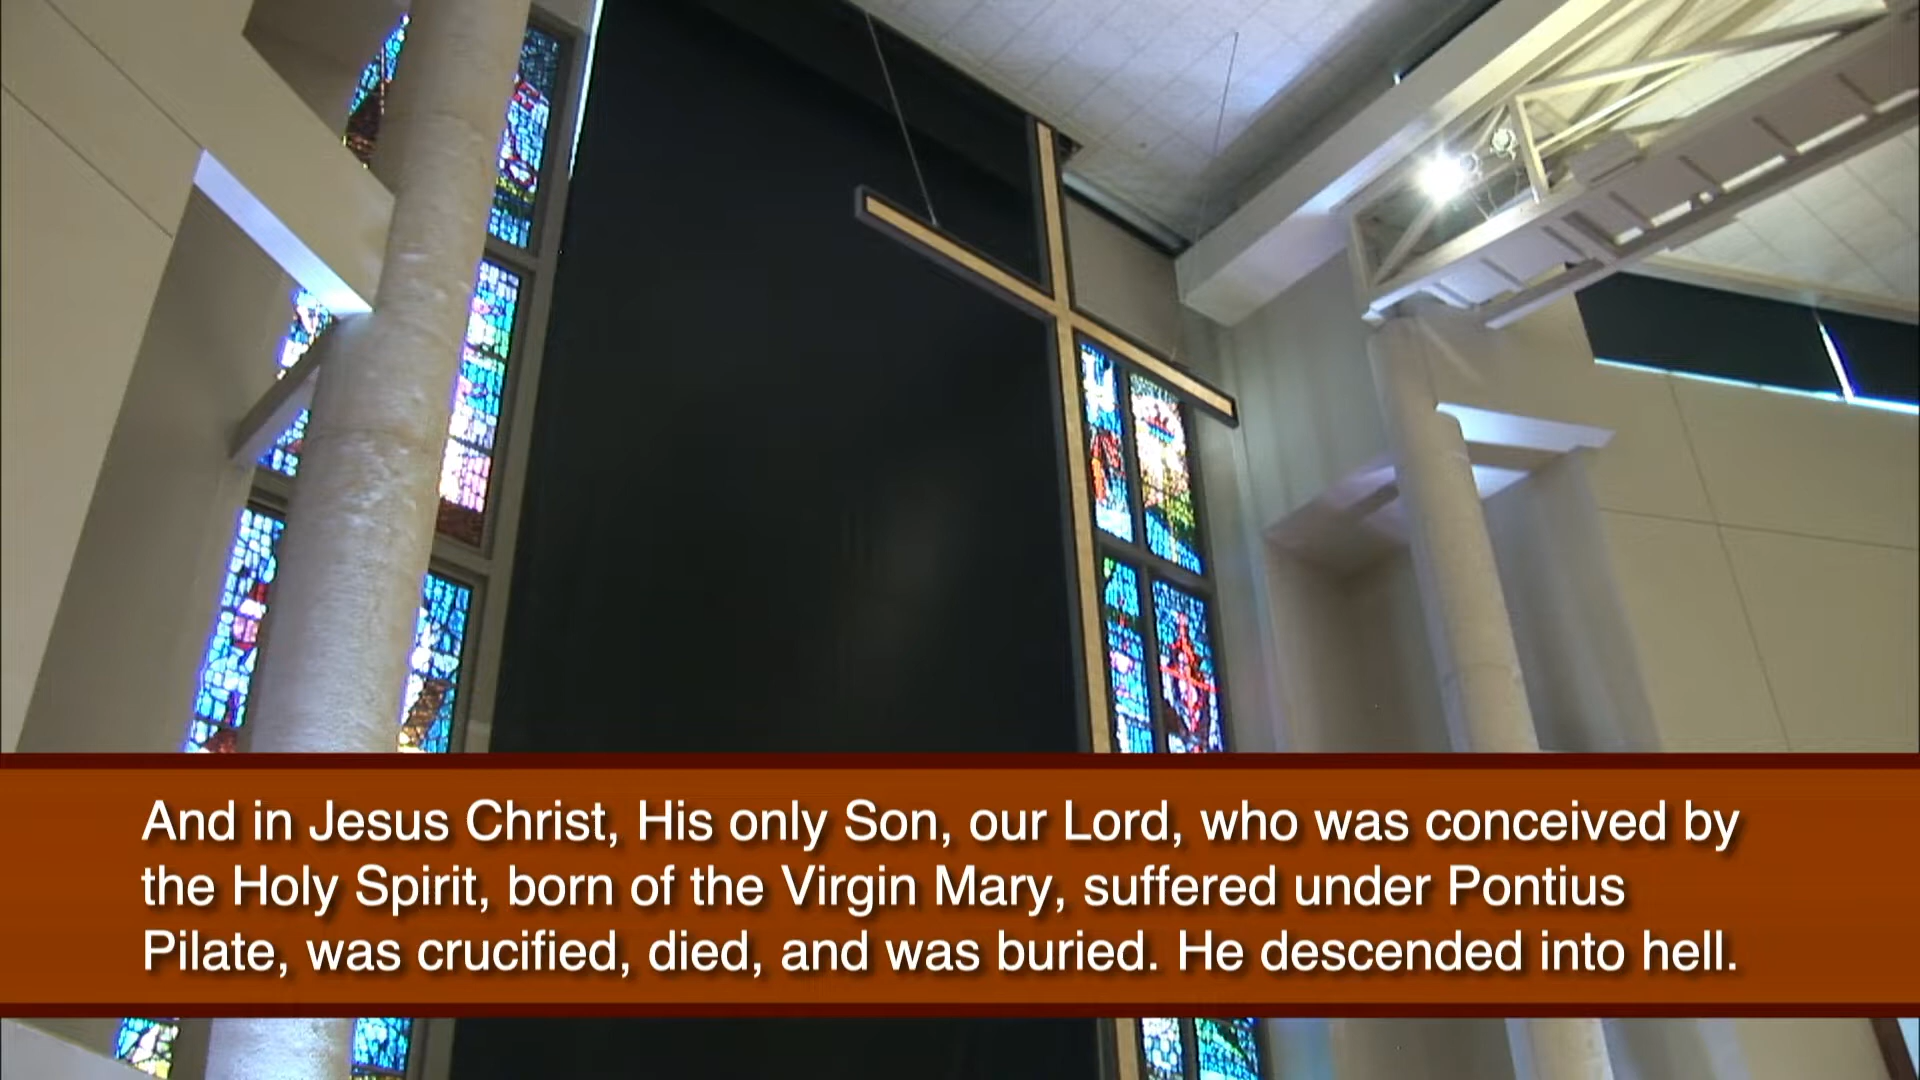 And in Jesus Christ, His only Son, our Lord, who was conceived by
the Holy Spirit, born of the Virgin Mary, suffered under Pontius
Pilate, was crucified, died, and was buried. He descended into hell.